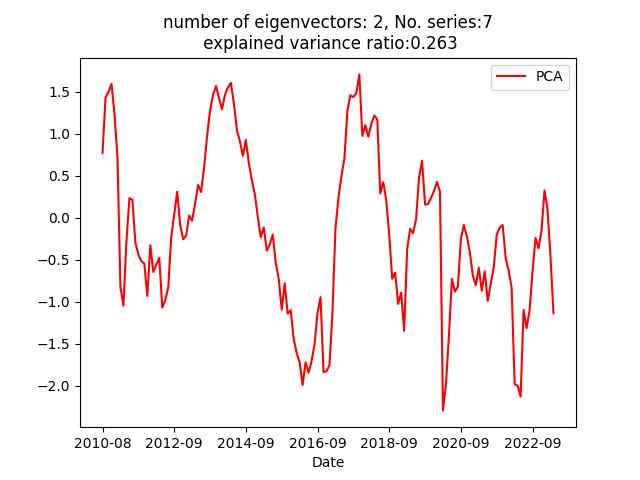 number of eigenvectors: 2, No. series:7
explained variance ratio:0.263
PCA
1.5
1.0
0.5
0.0
−0.5
−1.0
−1.5
−2.0
2010-08 2012-09 2014-09 2016-09 2018-09 2020-09 2022-09
Date